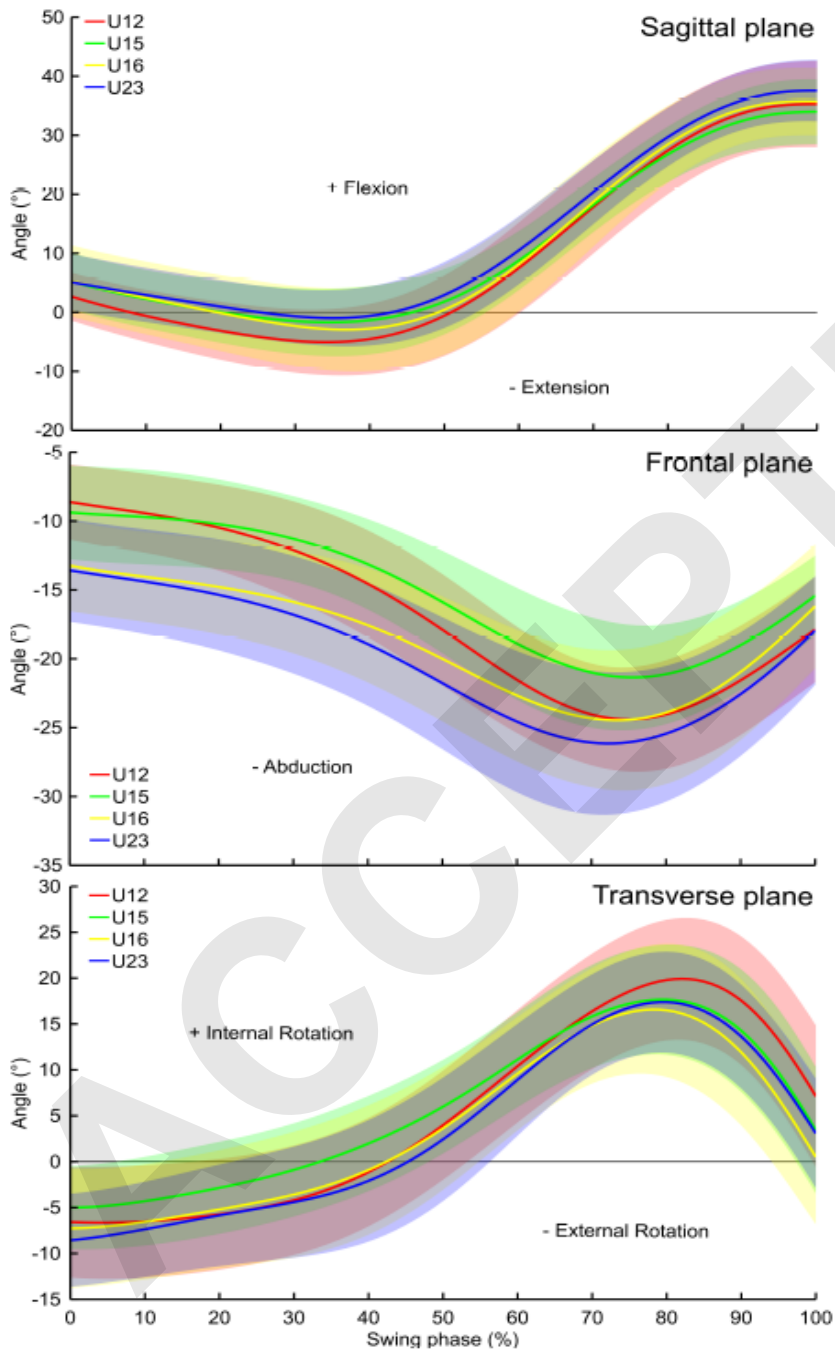 50
Sagittal plane
U12
U15
U16
U23
40
30
20
10
0
-10
-20
Angle (°)
+ Flexion
- Extension
-5
Frontal plane
-10
-15
-20
-25
-30
-35
Angle (°)
- Abduction
U12
U15
U16
U23
30
Transverse plane
U12
U15
U16
U23
25
20
15
10
5
0
-5
-10
-15
Angle (°)
+ Internal Rotation
- External Rotation
0 10 20 30 40 50 60 70 80 90 100
Swing phase (%)
ACCEPT